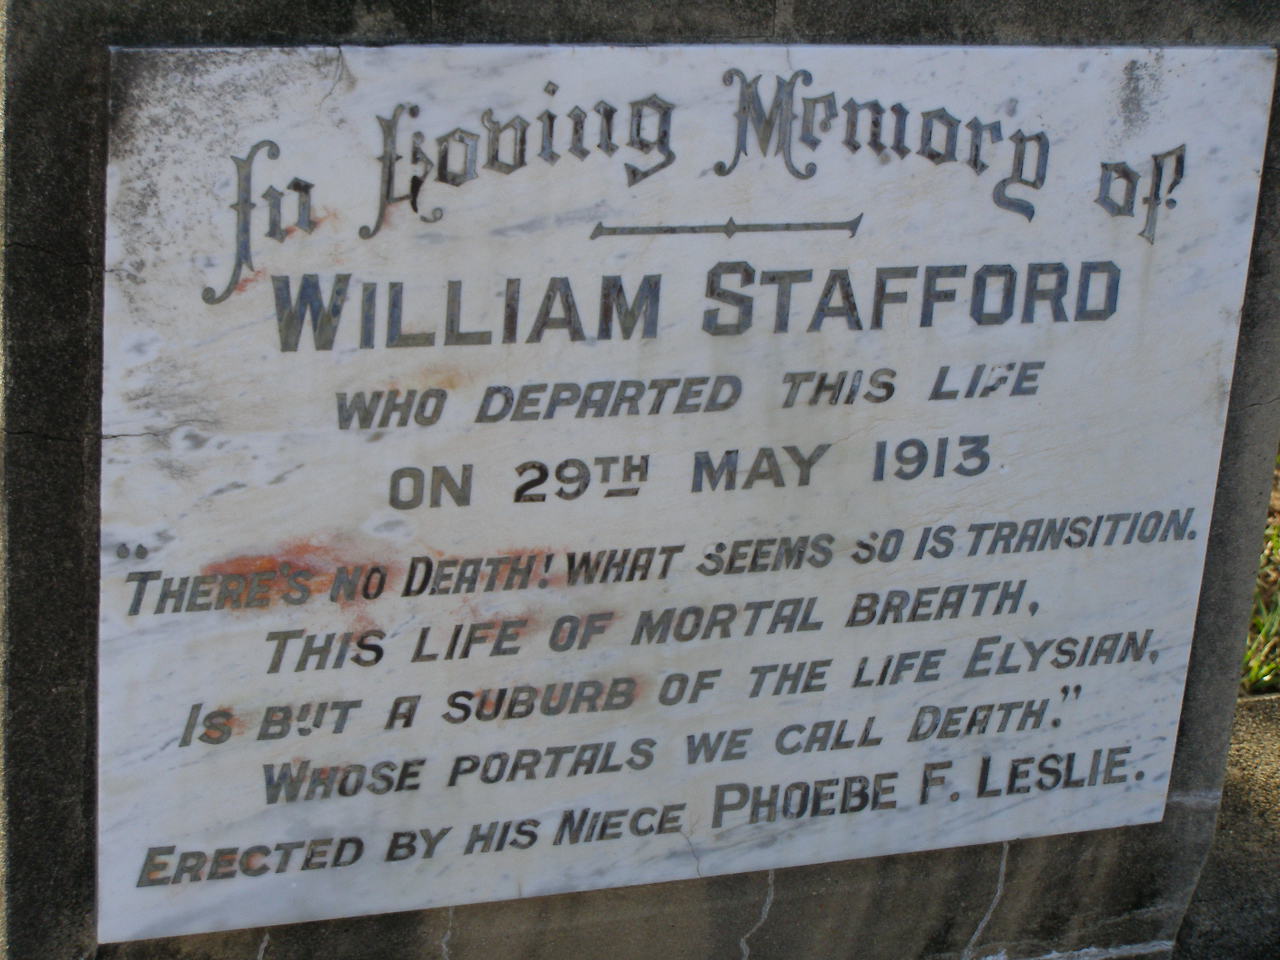 In Loving Memory of
WILLIAM STAFFORD
WHO DEPARTED THIS LIFE
ON 29TH MAY 1913
"THERE'S NO DEATH! WHAT SEEMS SO IS TRANSITION.
THIS LIFE OF MORTAL BREATH,
IS BUT A SUBURB OF THE LIFE ELYSIAN,
WHOSE PORTALS WE CALL DEATH."
ERECTED BY HIS NIECE PHOEBE F. LESLIE.